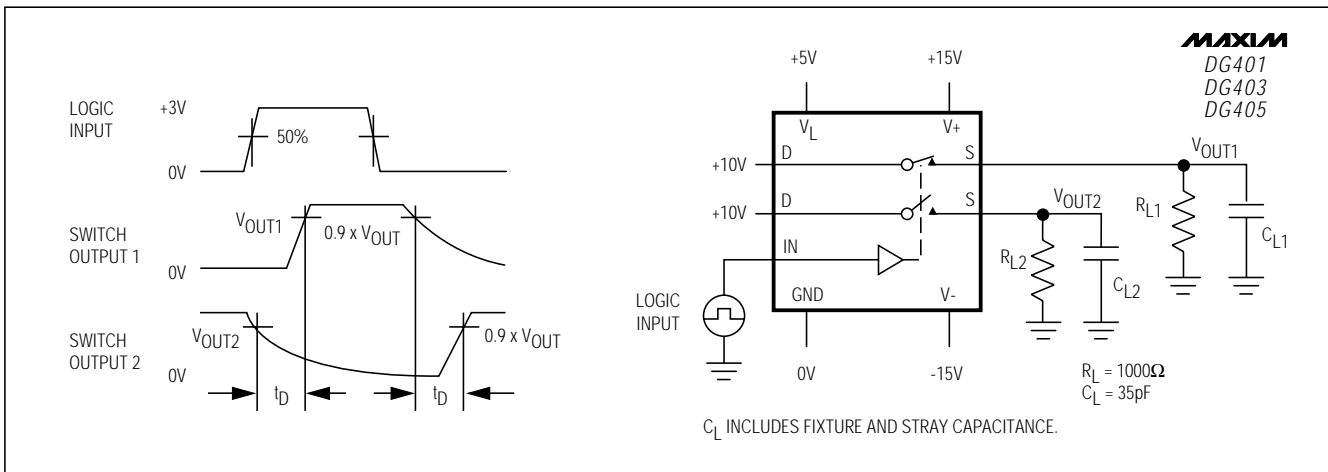 LOGIC
INPUT
+3V
50%
0V
SWITCH
OUTPUT 1
VOUT1
0.9 x VOUT
0V
SWITCH
OUTPUT 2
VOUT2
0.9 x VOUT
0V
tD
tD
MAXIM
DG401
DG403
DG405
+5V
+15V
VL
V+
+10V
D
S
VOUT1
+10V
D
S
VOUT2
RL1
CL1
IN
RL2
CL2
LOGIC
INPUT
GND
V-
0V
-15V
RL = 1000Ω
CL = 35pF
CL INCLUDES FIXTURE AND STRAY CAPACITANCE.